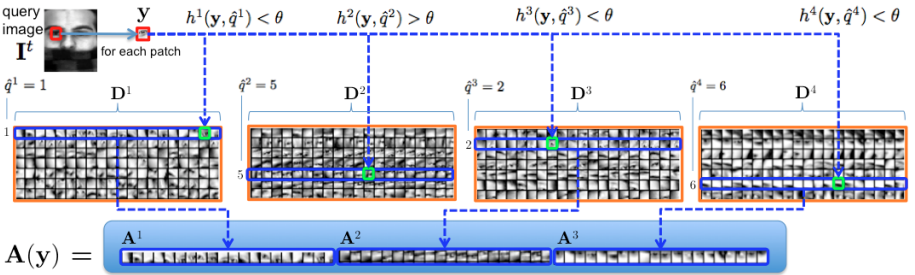 query image I^t
y
for each patch
h^1(y, q̂^1) < θ
h^2(y, q̂^2) > θ
h^3(y, q̂^3) < θ
h^4(y, q̂^4) < θ
q̂^1 = 1
D^1
q̂^2 = 5
D^2
q̂^3 = 2
D^3
q̂^4 = 6
D^4
1
5
2
6
A(y) =
A^1
A^2
A^3